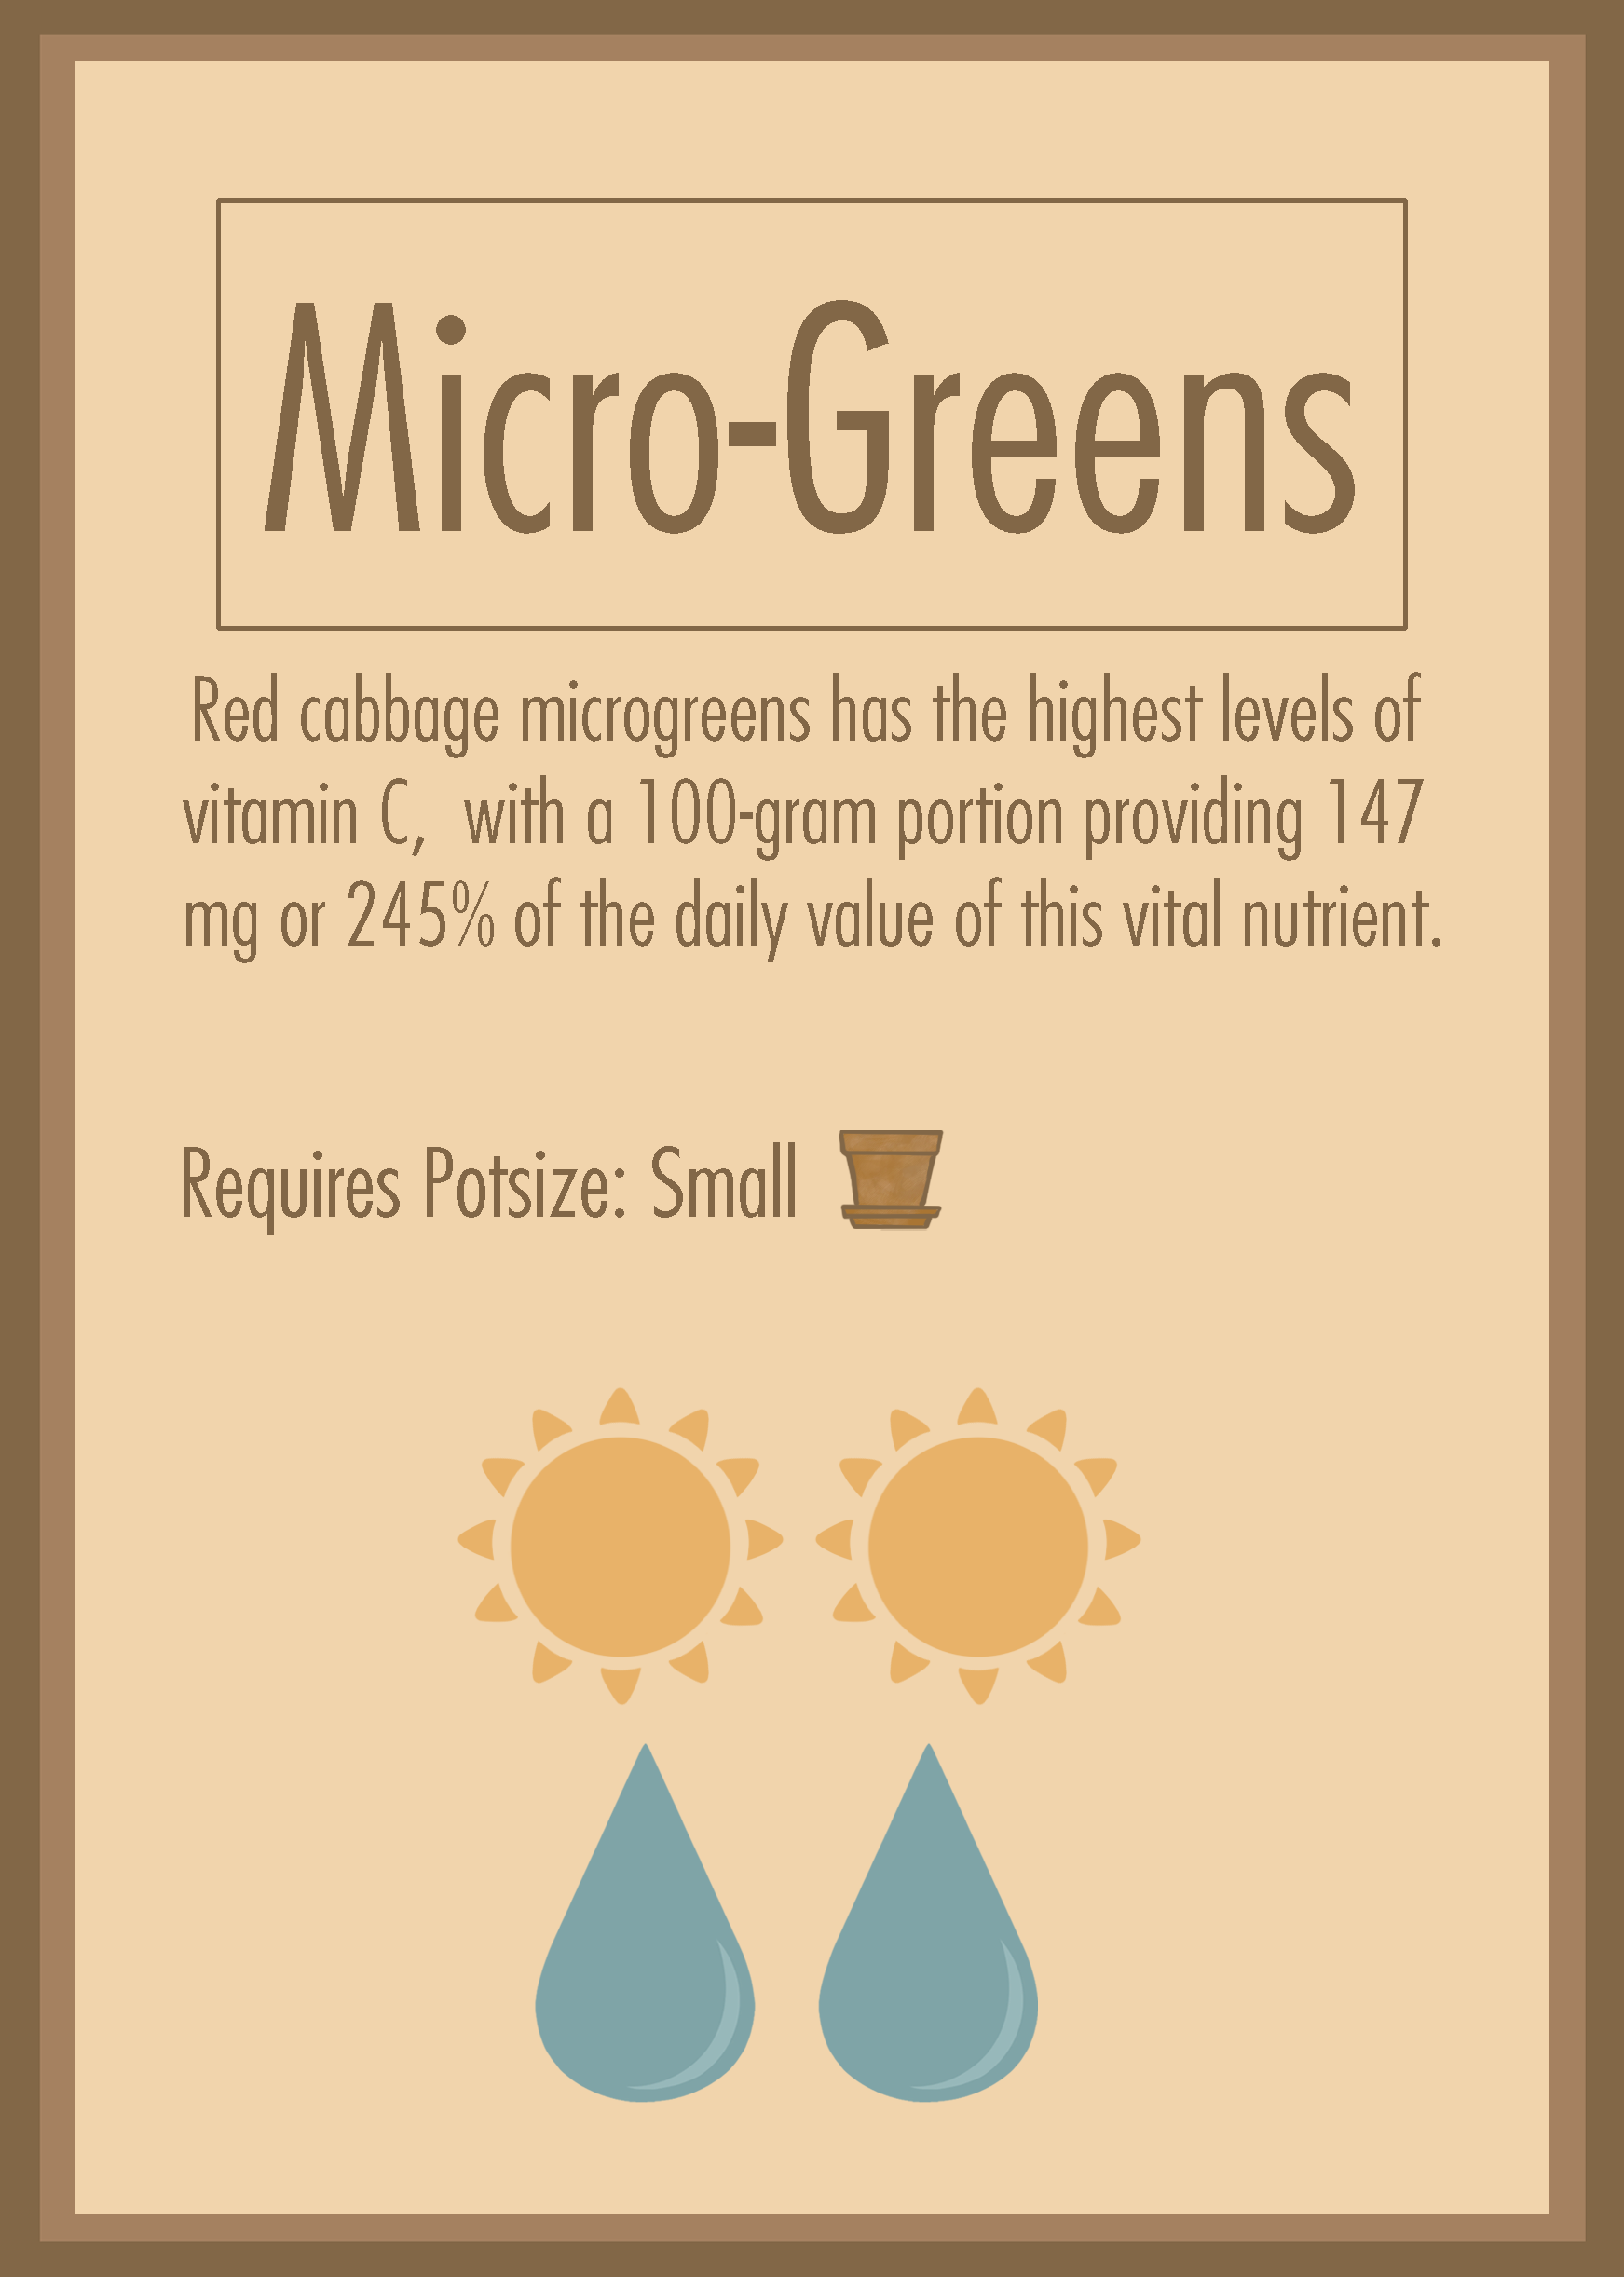 Micro-Greens
Red cabbage microgreens has the highest levels of
vitamin C, with a 100-gram portion providing 147
mg or 245% of the daily value of this vital nutrient.
Requires Potsize: Small